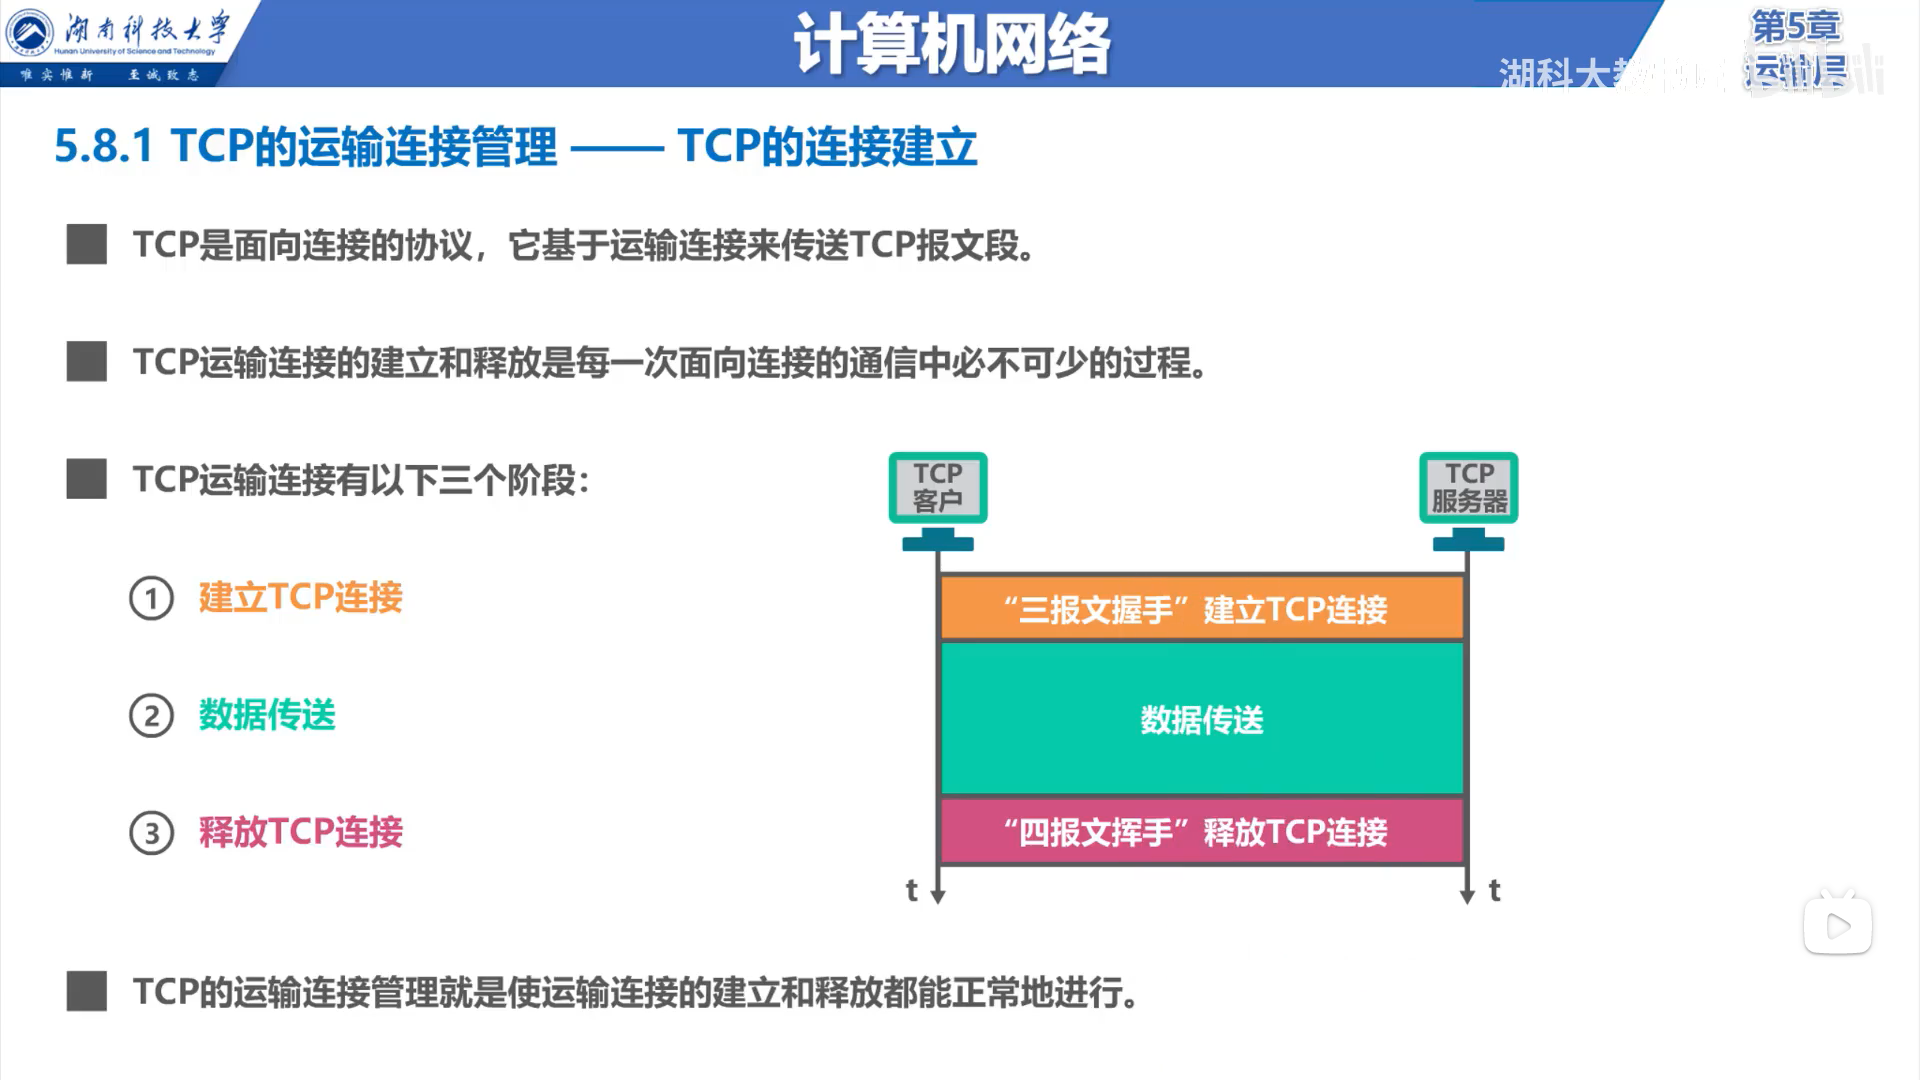 湖南科技大学
Hunan University of Science and Technology
唯实惟新 至诚致志
计算机网络
第5章
运输层
湖科大教书匠
5.8.1 TCP的运输连接管理 —— TCP的连接建立
TCP是面向连接的协议，它基于运输连接来传送TCP报文段。
TCP运输连接的建立和释放是每一次面向连接的通信中必不可少的过程。
TCP运输连接有以下三个阶段：
① 建立TCP连接
② 数据传送
③ 释放TCP连接
TCP
客户
TCP
服务器
“三报文握手”建立TCP连接
数据传送
“四报文挥手”释放TCP连接
t
t
TCP的运输连接管理就是使运输连接的建立和释放都能正常地进行。